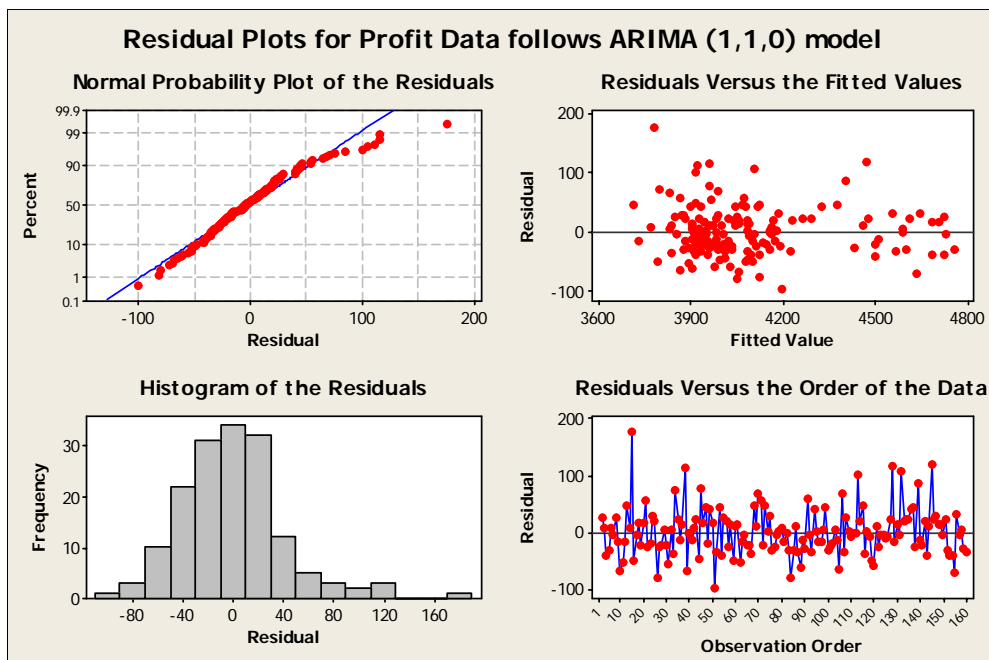 Residual Plots for Profit Data follows ARIMA (1,1,0) model
Normal Probability Plot of the Residuals
99.9
99
90
50
10
1
0.1
Percent
-100 0 100 200
Residual
Residuals Versus the Fitted Values
200
100
0
-100
Residual
3600 3900 4200 4500 4800
Fitted Value
Histogram of the Residuals
30
20
10
0
Frequency
-80 -40 0 40 80 120 160
Residual
Residuals Versus the Order of the Data
200
100
0
-100
Residual
1 10 20 30 40 50 60 70 80 90 100 110 120 130 140 150 160
Observation Order